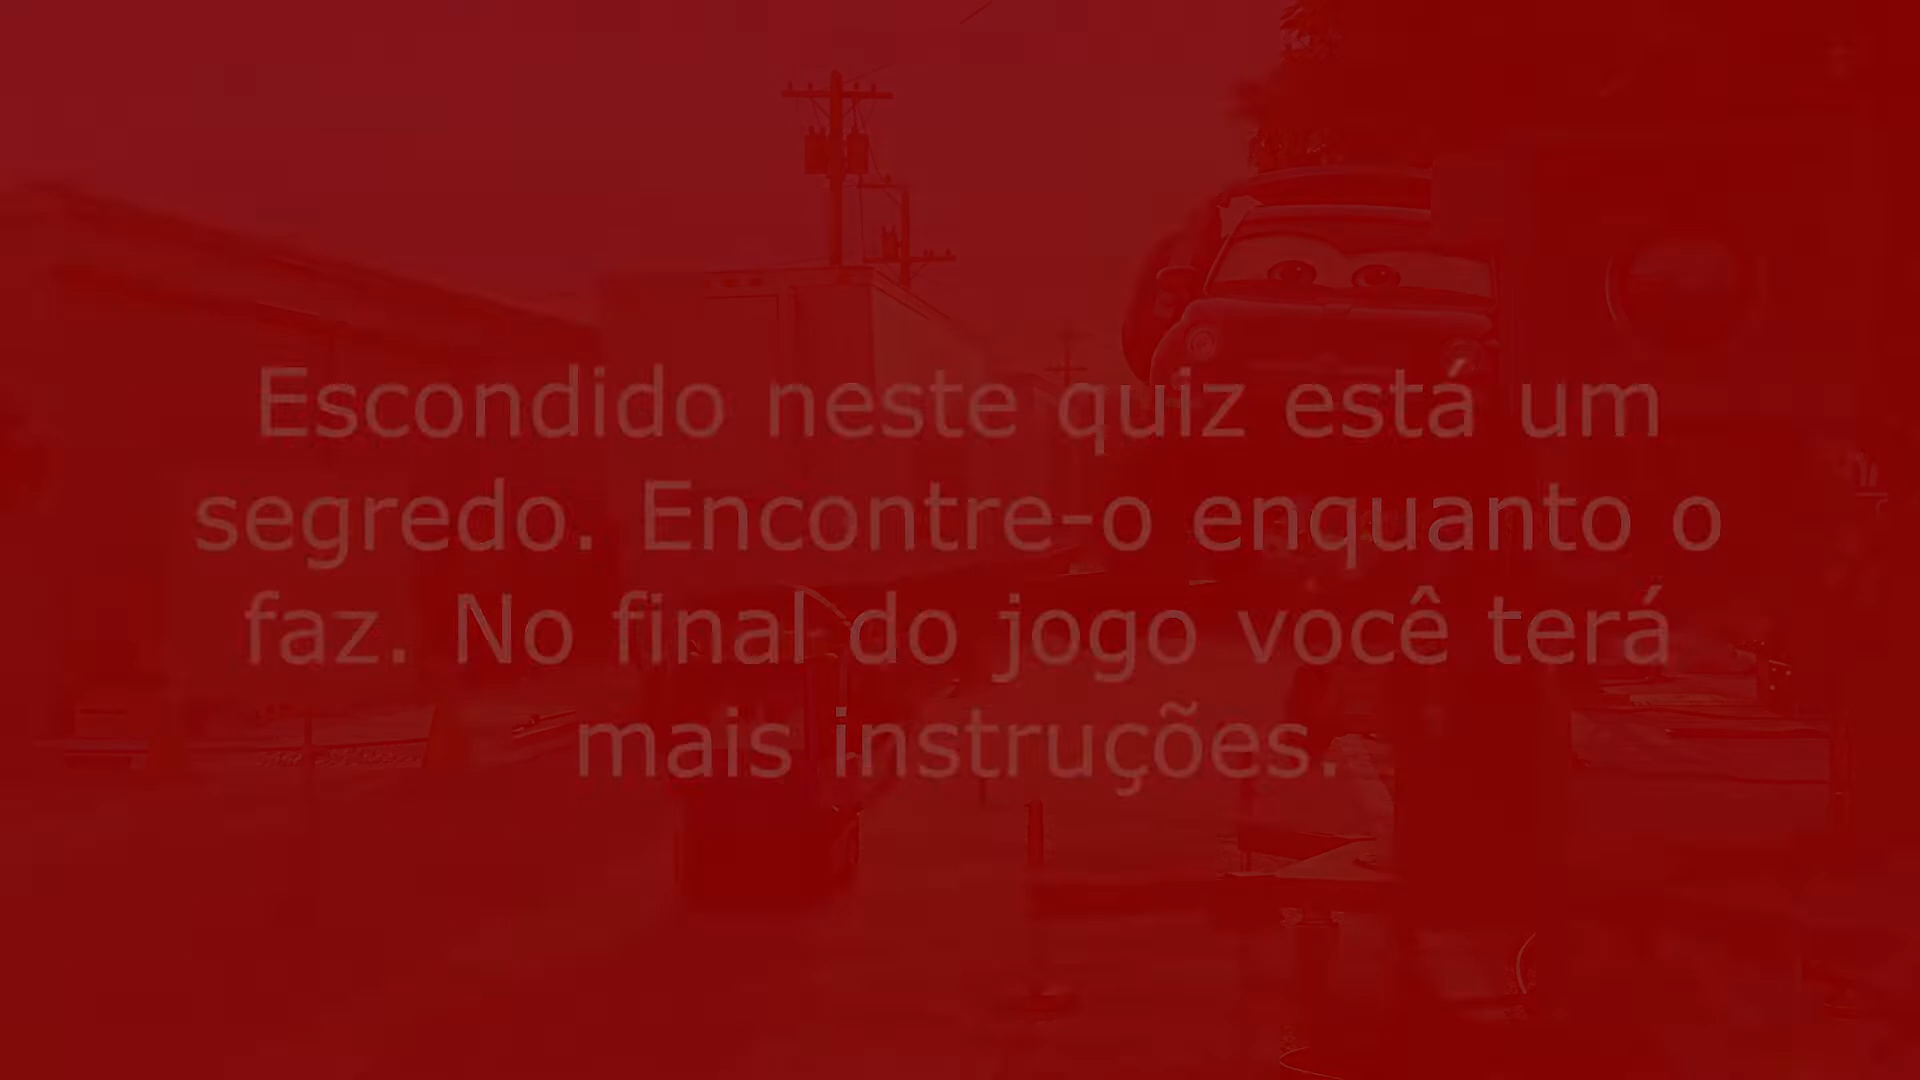 Escondido neste quiz está um
segredo. Encontre-o enquanto o
faz. No final do jogo você terá
mais instruções.